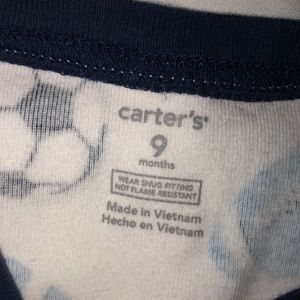 carter's
9
months
WEAR SNUG FITTING
NOT FLAME RESISTANT
Made in Vietnam
Hecho en Vietnam